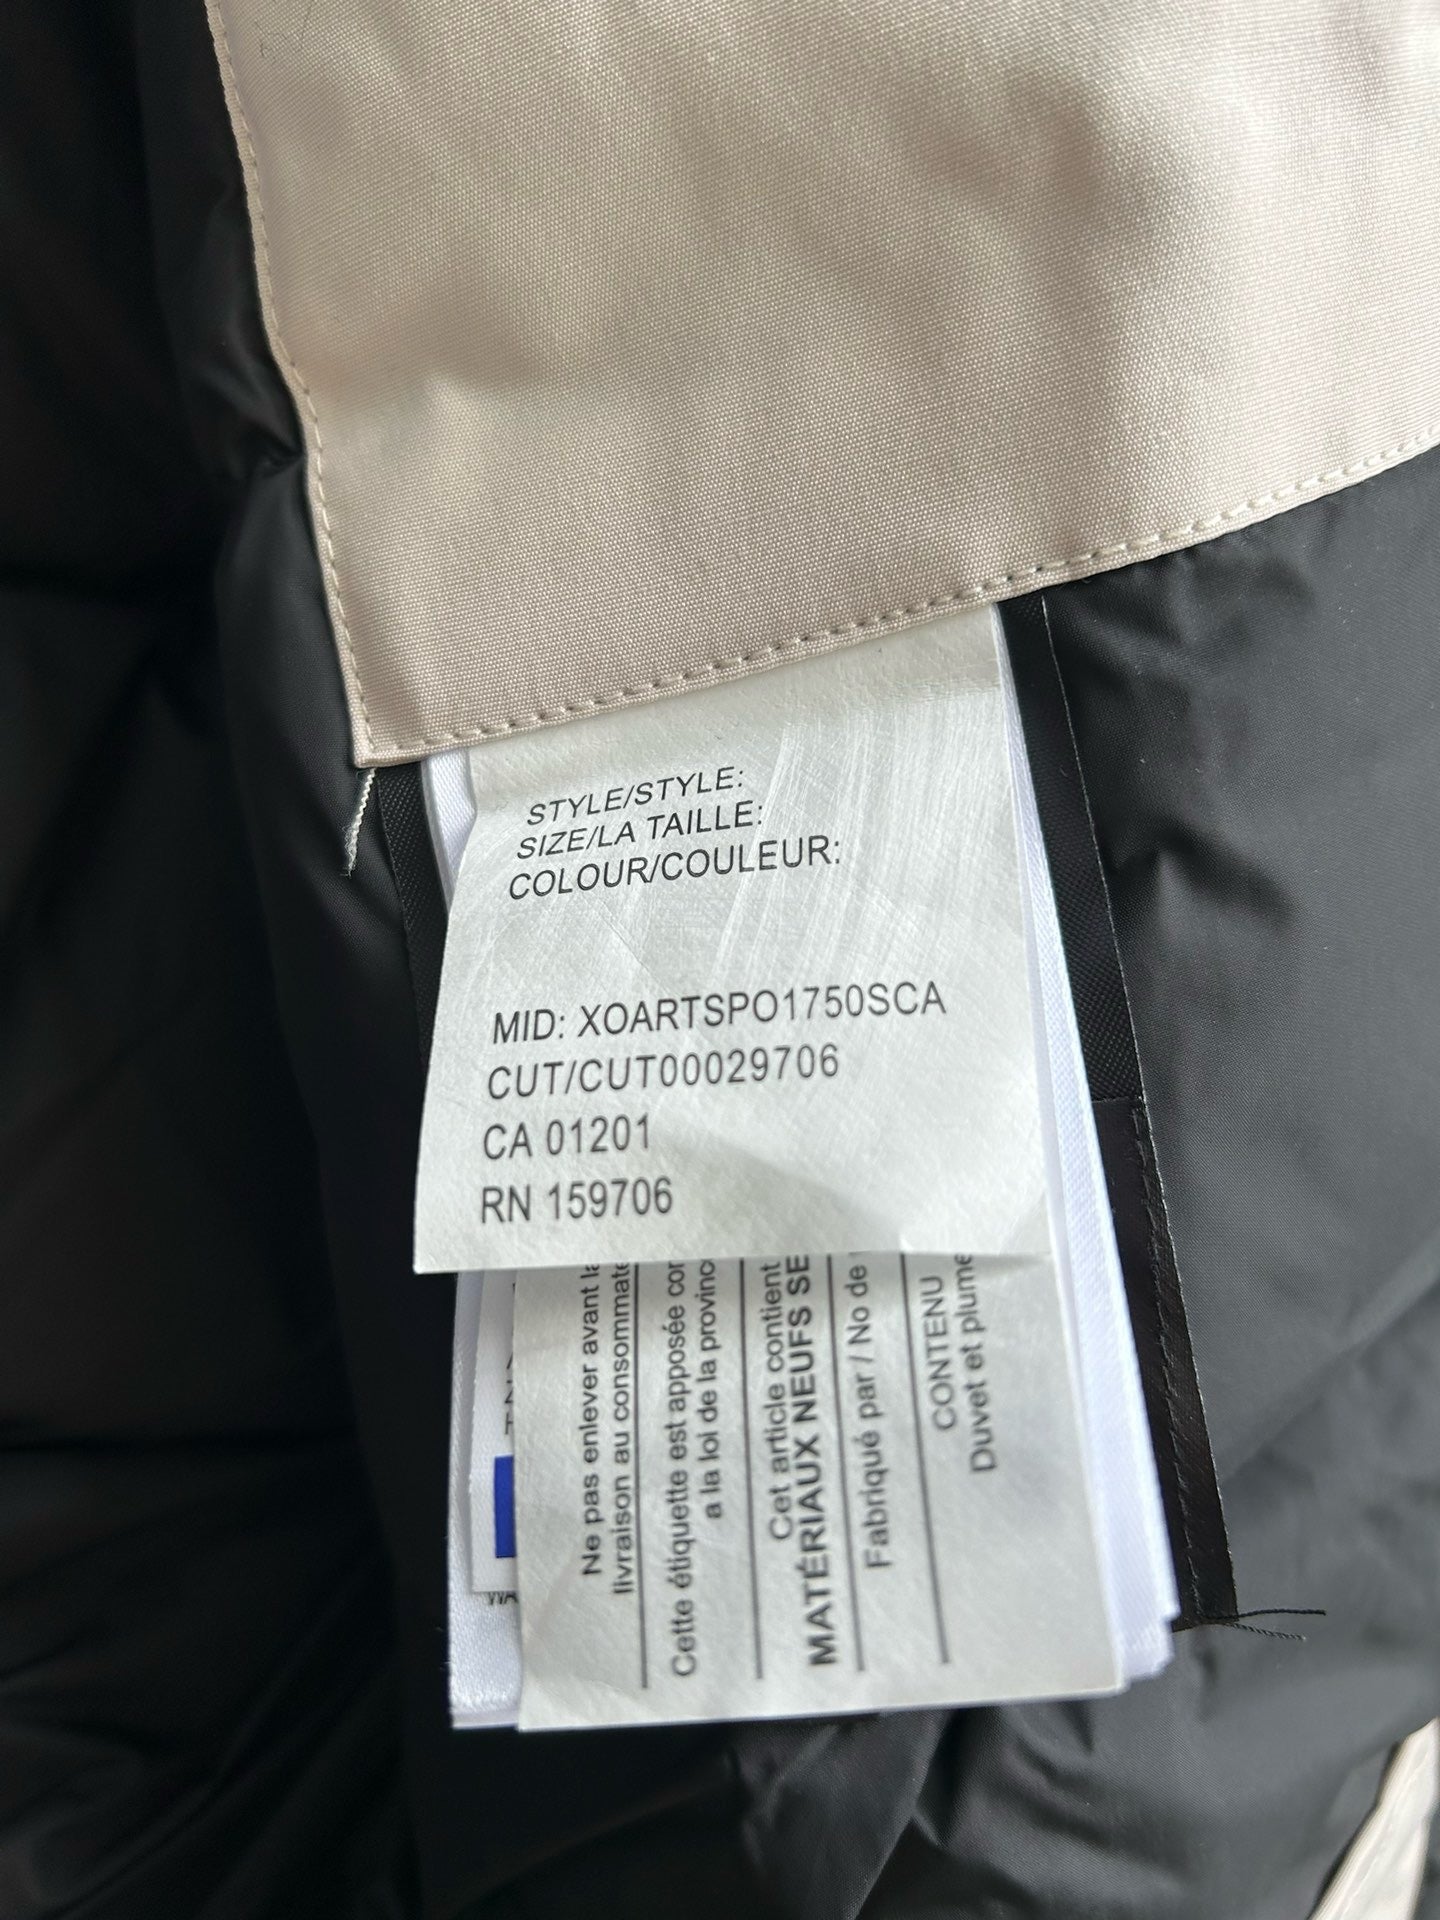 STYLE/STYLE:
SIZE/LA TAILLE:
COLOUR/COULEUR:
MID: XOARTSPO1750SCA
CUT/CUT00029706
CA 01201
RN 159706
Ne pas enlever avant
livraison au consommate
Cette étiquette est apposée
a la loi de la provinc
Cet article contient
MATÉRIAUX NEUFS SE
Fabriqué par / No de
CONTENU
Duvet et plume